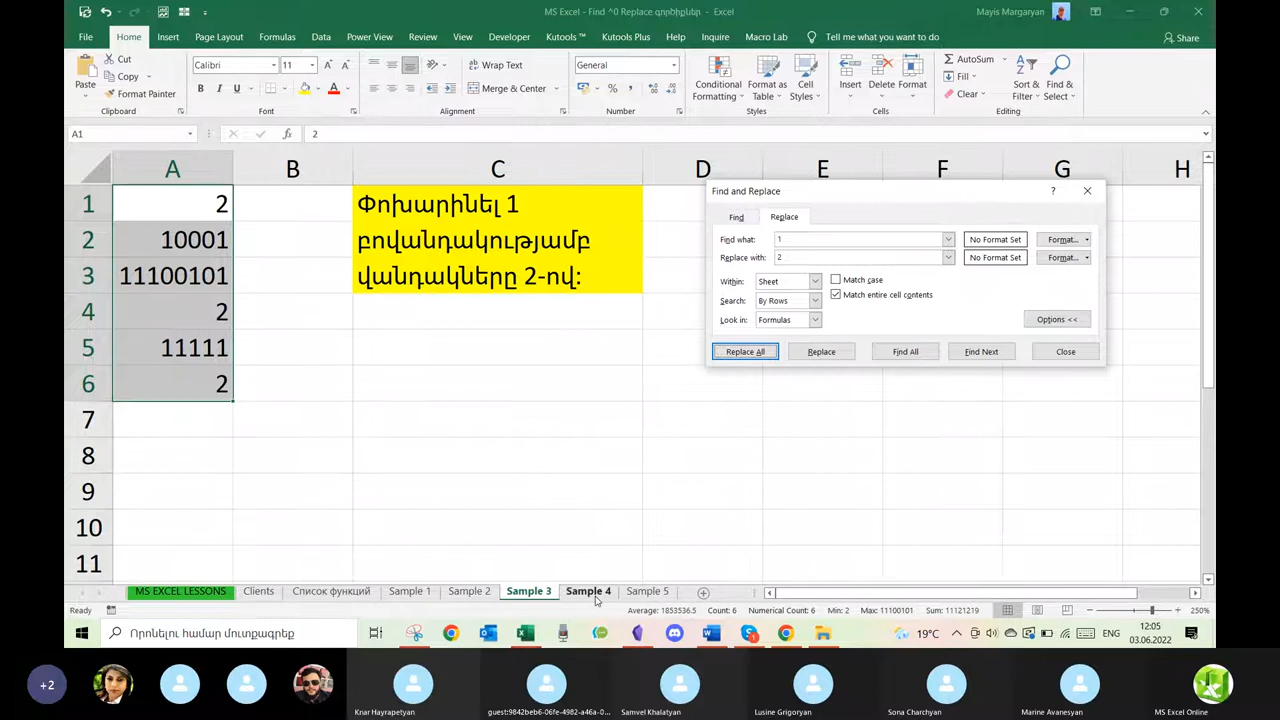 MS Excel - Find ^0 Replace գործիքներ - Excel
Mayis Margaryan
File Home Insert Page Layout Formulas Data Power View Review View Developer Kutools ™ Kutools Plus Help Inquire Macro Lab Tell me what you want to do
Share
Paste
Cut
Copy
Format Painter
Clipboard
Calibri 11
B I U
Font
Wrap Text
Merge & Center
Alignment
General
Number
Conditional Formatting
Format as Table
Cell Styles
Styles
Insert Delete Format
Cells
AutoSum
Fill
Clear
Sort & Filter
Find & Select
Editing
A1
fx
2
A B C D E F G H
1 2
2 10001
3 11100101
4 2
5 11111
6 2
7
8
9
10
11
Փոխարինել 1
բովանդակությամբ
վանդակները 2-ով:
Find and Replace
?
Find Replace
Find what: 1 No Format Set Format...
Replace with: 2 No Format Set Format...
Within: Sheet Match case
Search: By Rows Match entire cell contents
Look in: Formulas Options <<
Replace All Replace Find All Find Next Close
MS EXCEL LESSONS Clients Список функций Sample 1 Sample 2 Sample 3 Sample 4 Sample 5
Ready Average: 1853536.5 Count: 6 Numerical Count: 6 Min: 2 Max: 11100101 Sum: 11121219 250%
Որոնելու համար մուտքագրեք
19°C
ENG
12:05
03.06.2022
+2
Knar Hayrapetyan
guest:9842beb6-06fe-4982-a46a-0...
Samvel Khalatyan
Lusine Grigoryan
Sona Charchyan
Marine Avanesyan
MS Excel Online